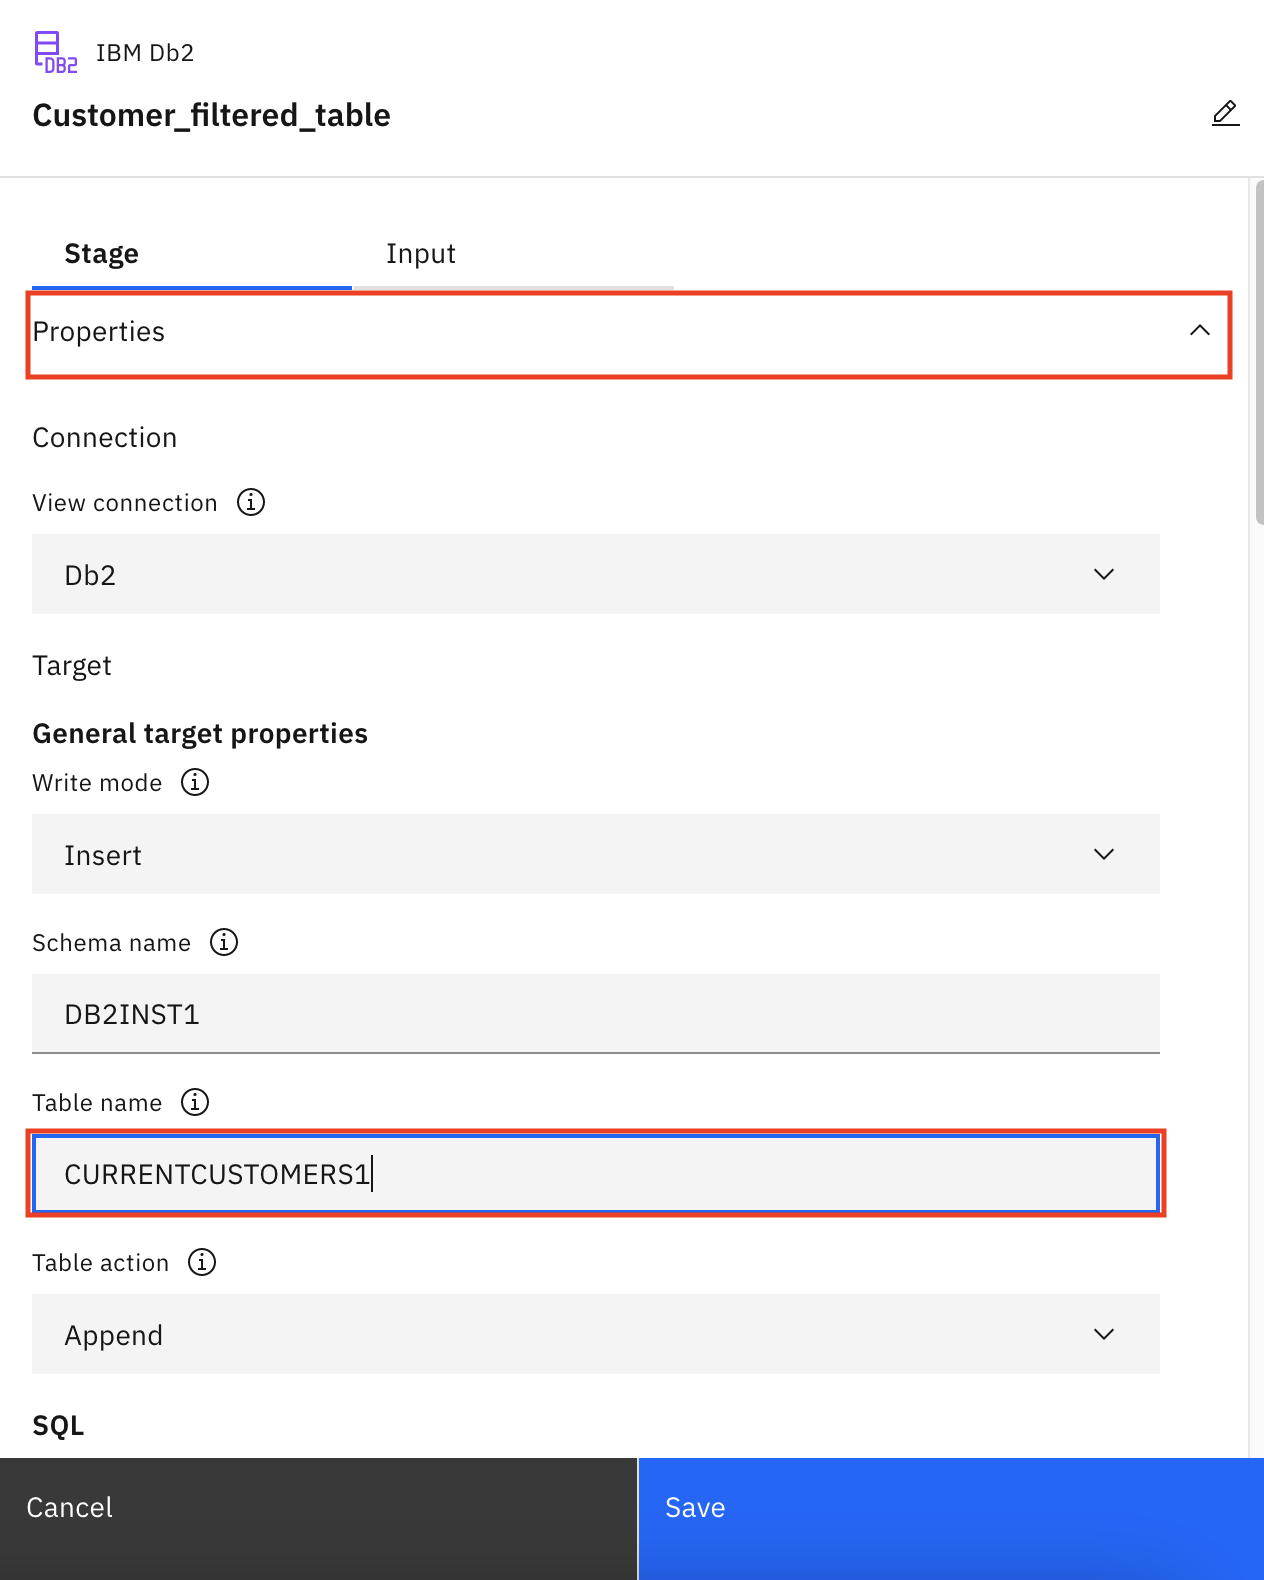 DB2
IBM Db2
Customer_filtered_table
Stage
Input
Properties
Connection
View connection
Db2
Target
General target properties
Write mode
Insert
Schema name
DB2INST1
Table name
CURRENTCUSTOMERS1
Table action
Append
SQL
Cancel
Save